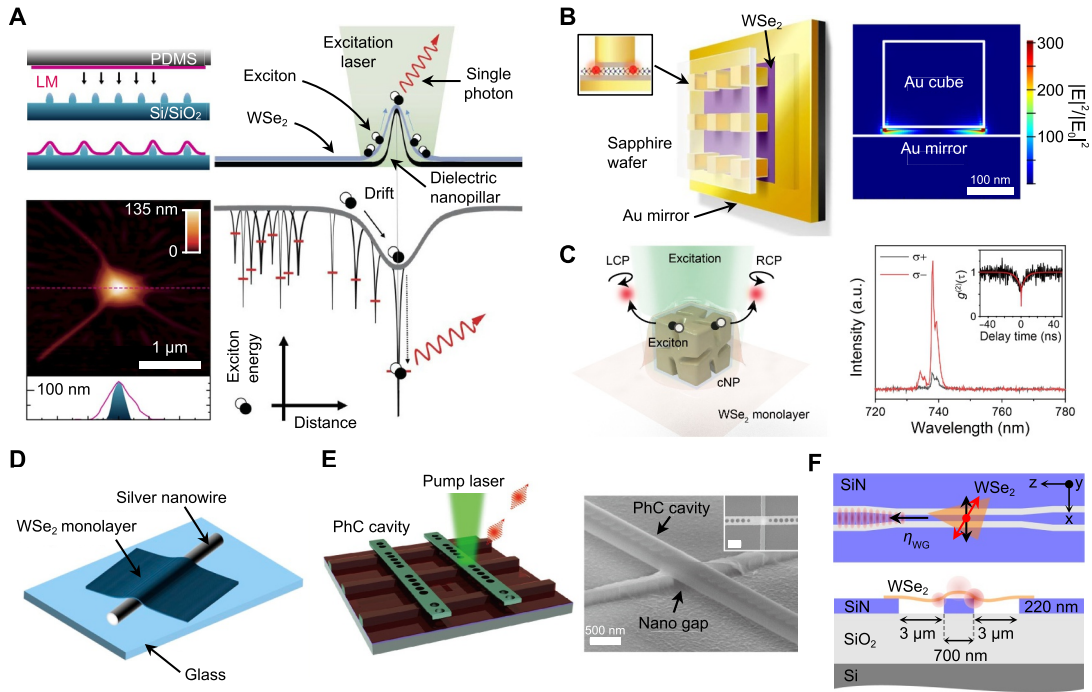 A
PDMS
LM
Si/SiO₂
135 nm
0
1 µm
100 nm
Excitation
laser
Exciton
Single
photon
WSe₂
Dielectric
nanopillar
Drift
Exciton
energy
Distance
B
WSe₂
Sapphire
wafer
Au mirror
Au cube
Au mirror
100 nm
300
200
100
|E|²/|E₀|²
C
LCP
Excitation
RCP
Exciton
cNP
WSe₂ monolayer
σ+
σ−
Intensity (a.u.)
720
740
760
780
Wavelength (nm)
g⁽²⁾(τ)
1
0
-40
0
40
Delay time (ns)
D
Silver nanowire
WSe₂ monolayer
Glass
E
Pump laser
PhC cavity
PhC cavity
Nano gap
500 nm
F
SiN
WSe₂
z
y
x
η_WG
WSe₂
SiN
220 nm
3 µm
3 µm
SiO₂
700 nm
Si